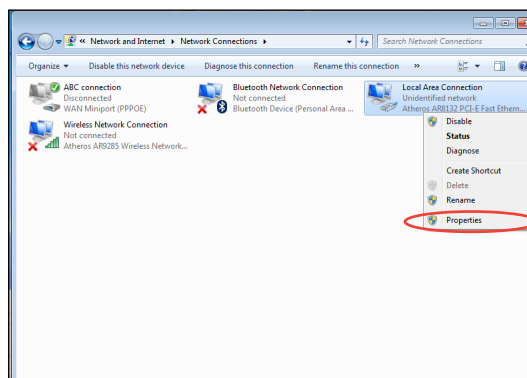 « Network and Internet ▸ Network Connections ▸
Search Network Connections
Organize ▾ Disable this network device Diagnose this connection Rename this connection »
ABC connection
Disconnected
WAN Miniport (PPPOE)
Bluetooth Network Connection
Not connected
Bluetooth Device (Personal Area ...
Local Area Connection
Unidentified network
Atheros AR8132 PCI-E Fast Ethern...
Wireless Network Connection
Not connected
Atheros AR9285 Wireless Network...
Disable
Status
Diagnose
Create Shortcut
Delete
Rename
Properties